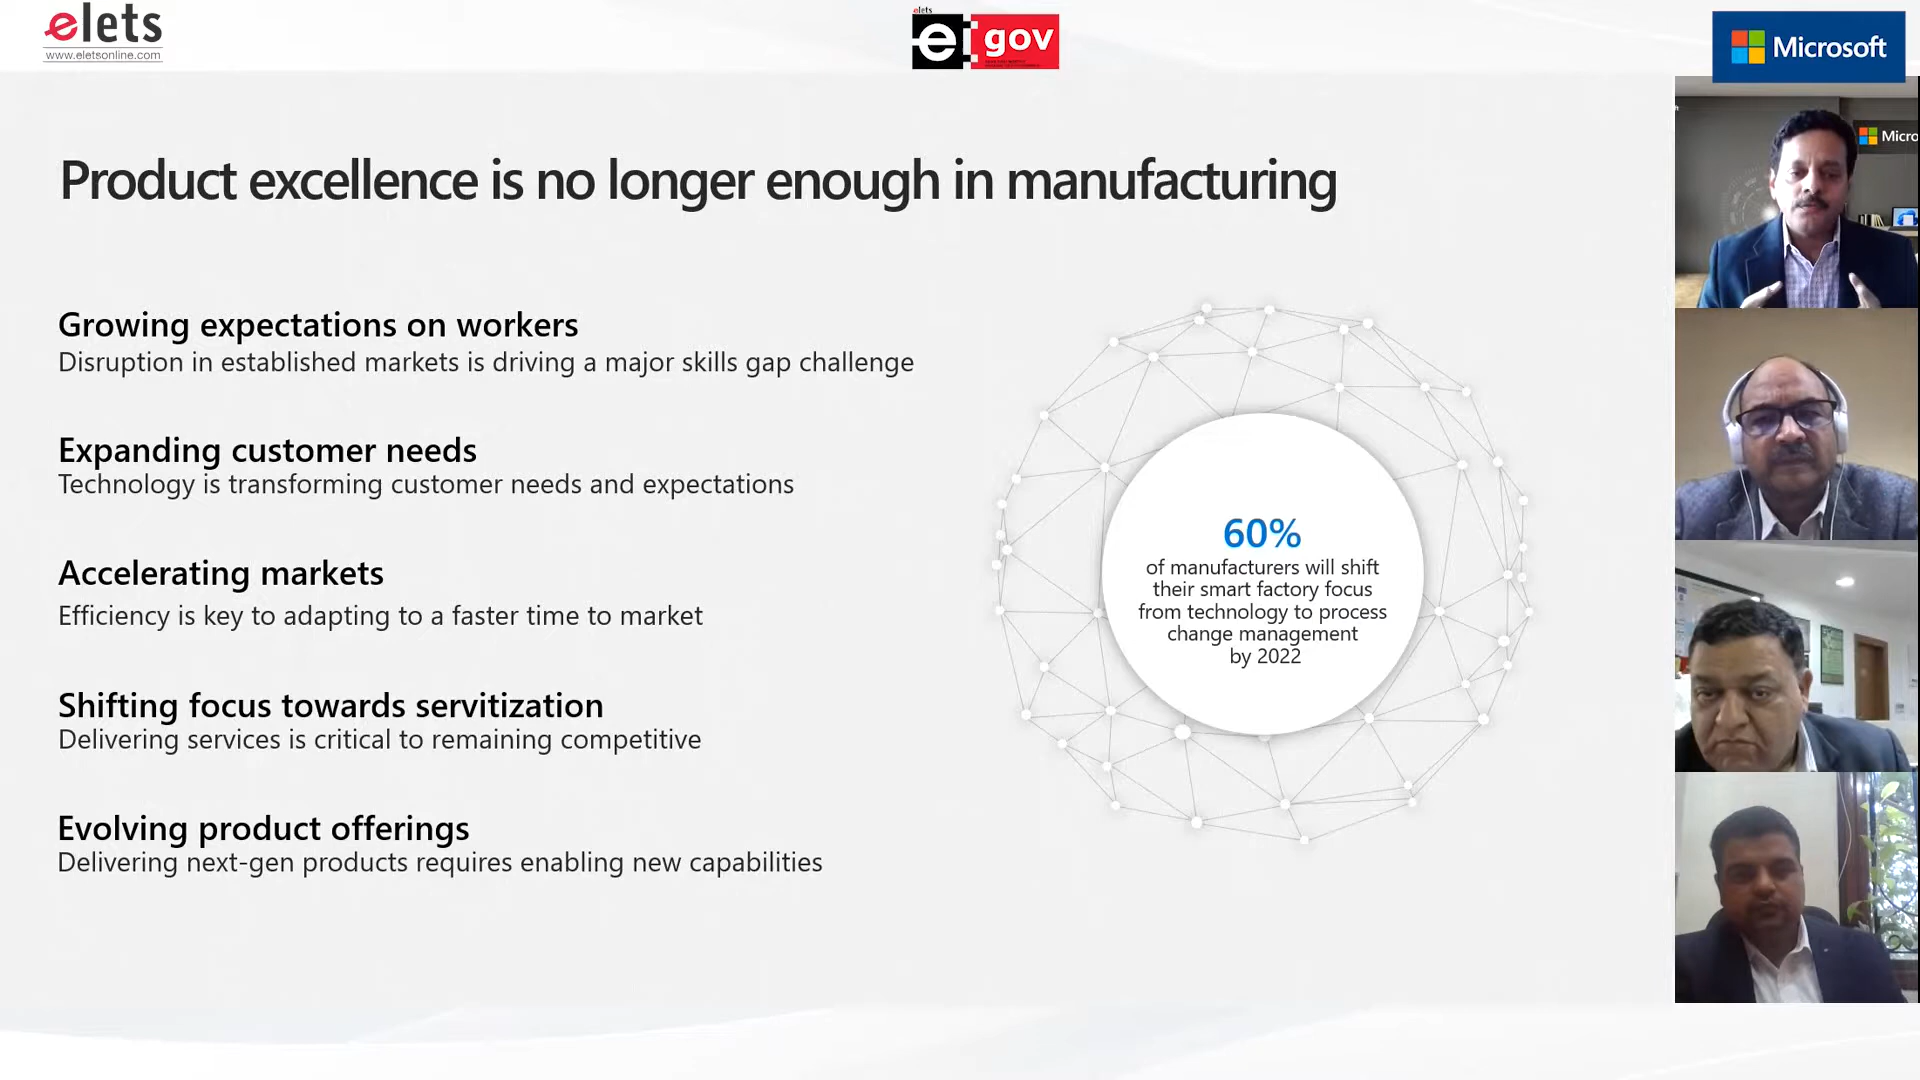 elets
www.eletsonline.com
elets
e gov
Microsoft
Micro
Product excellence is no longer enough in manufacturing
Growing expectations on workers
Disruption in established markets is driving a major skills gap challenge
Expanding customer needs
Technology is transforming customer needs and expectations
Accelerating markets
Efficiency is key to adapting to a faster time to market
Shifting focus towards servitization
Delivering services is critical to remaining competitive
Evolving product offerings
Delivering next-gen products requires enabling new capabilities
60%
of manufacturers will shift
their smart factory focus
from technology to process
change management
by 2022